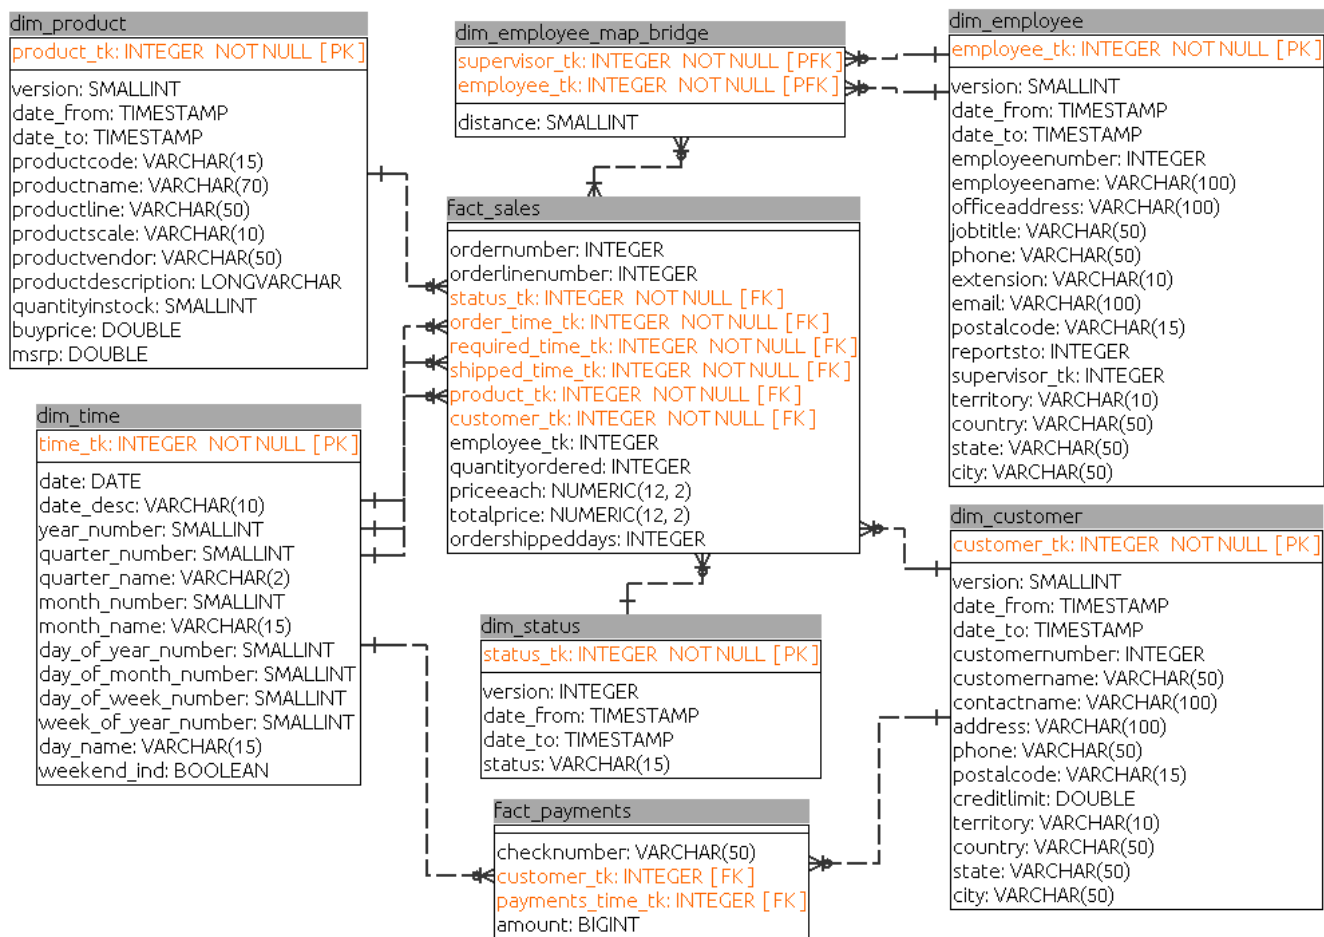 dim_product
product_tk: INTEGER NOT NULL [ PK ]
version: SMALLINT
date_from: TIMESTAMP
date_to: TIMESTAMP
productcode: VARCHAR(15)
productname: VARCHAR(70)
productline: VARCHAR(50)
productscale: VARCHAR(10)
productvendor: VARCHAR(50)
productdescription: LONGVARCHAR
quantityinstock: SMALLINT
buyprice: DOUBLE
msrp: DOUBLE
dim_employee_map_bridge
supervisor_tk: INTEGER NOT NULL [ PFK ]
employee_tk: INTEGER NOT NULL [ PFK ]
distance: SMALLINT
dim_employee
employee_tk: INTEGER NOT NULL [ PK ]
version: SMALLINT
date_from: TIMESTAMP
date_to: TIMESTAMP
employeenumber: INTEGER
employeename: VARCHAR(100)
officeaddress: VARCHAR(100)
jobtitle: VARCHAR(50)
phone: VARCHAR(50)
extension: VARCHAR(10)
email: VARCHAR(100)
postalcode: VARCHAR(15)
reportsto: INTEGER
supervisor_tk: INTEGER
territory: VARCHAR(10)
country: VARCHAR(50)
state: VARCHAR(50)
city: VARCHAR(50)
fact_sales
ordernumber: INTEGER
orderlinenumber: INTEGER
status_tk: INTEGER NOT NULL [ FK ]
order_time_tk: INTEGER NOT NULL [ FK ]
required_time_tk: INTEGER NOT NULL [ FK ]
shipped_time_tk: INTEGER NOT NULL [ FK ]
product_tk: INTEGER NOT NULL [ FK ]
customer_tk: INTEGER NOT NULL [ FK ]
employee_tk: INTEGER
quantityordered: INTEGER
priceeach: NUMERIC(12, 2)
totalprice: NUMERIC(12, 2)
ordershippeddays: INTEGER
dim_time
time_tk: INTEGER NOT NULL [ PK ]
date: DATE
date_desc: VARCHAR(10)
year_number: SMALLINT
quarter_number: SMALLINT
quarter_name: VARCHAR(2)
month_number: SMALLINT
month_name: VARCHAR(15)
day_of_year_number: SMALLINT
day_of_month_number: SMALLINT
day_of_week_number: SMALLINT
week_of_year_number: SMALLINT
day_name: VARCHAR(15)
weekend_ind: BOOLEAN
dim_status
status_tk: INTEGER NOT NULL [ PK ]
version: INTEGER
date_from: TIMESTAMP
date_to: TIMESTAMP
status: VARCHAR(15)
dim_customer
customer_tk: INTEGER NOT NULL [ PK ]
version: SMALLINT
date_from: TIMESTAMP
date_to: TIMESTAMP
customernumber: INTEGER
customername: VARCHAR(50)
contactname: VARCHAR(100)
address: VARCHAR(100)
phone: VARCHAR(50)
postalcode: VARCHAR(15)
creditlimit: DOUBLE
territory: VARCHAR(10)
country: VARCHAR(50)
state: VARCHAR(50)
city: VARCHAR(50)
fact_payments
checknumber: VARCHAR(50)
customer_tk: INTEGER [ FK ]
payments_time_tk: INTEGER [ FK ]
amount: BIGINT